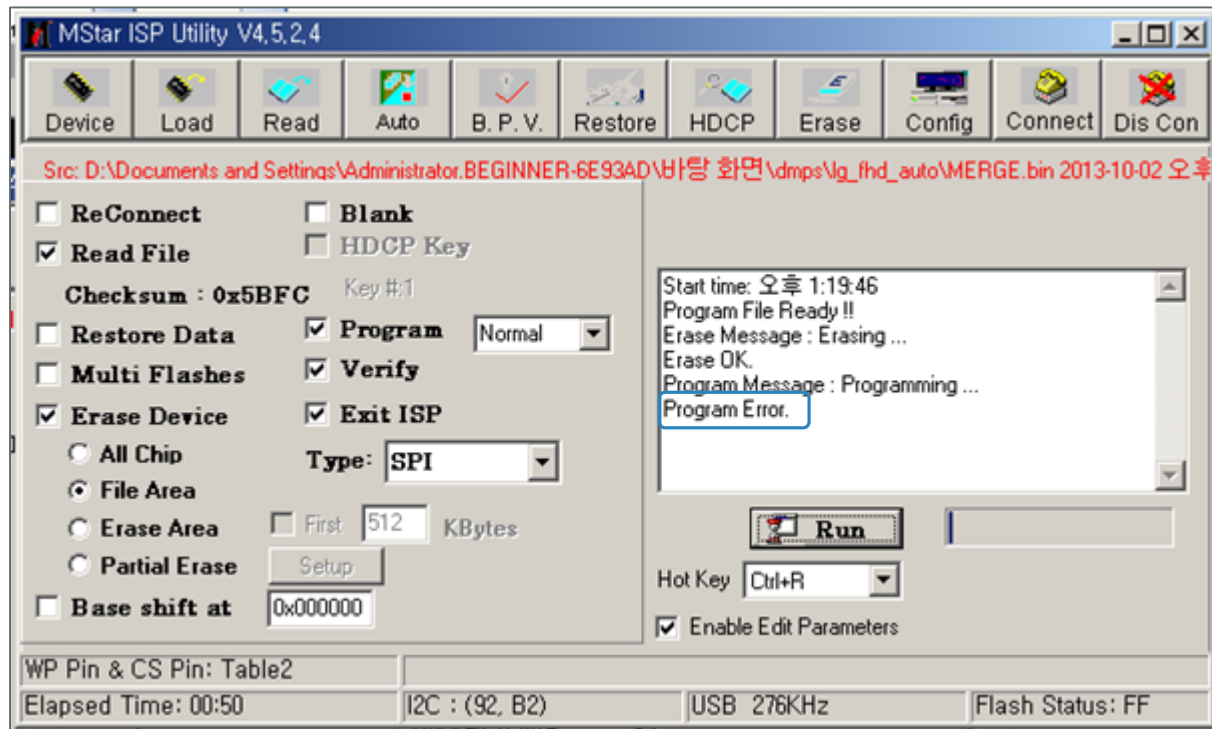 MStar ISP Utility V4,5,2,4
Device Load Read Auto B. P. V. Restore HDCP Erase Config Connect Dis Con
Src: D:\Documents and Settings\Administrator.BEGINNER-6E93AD\바탕 화면\dmps\lg_fhd_auto\MERGE.bin 2013-10-02 오후
ReConnect Blank
Read File HDCP Key
Checksum : 0x5BFC Key #:1
Restore Data Program Normal
Multi Flashes Verify
Erase Device Exit ISP
All Chip Type: SPI
File Area
Erase Area First 512 KBytes
Partial Erase Setup
Base shift at 0x000000
Start time: 오후 1:19:46
Program File Ready !!
Erase Message : Erasing ...
Erase OK.
Program Message : Programming ...
Program Error.
Run
Hot Key Ctrl+R
Enable Edit Parameters
WP Pin & CS Pin: Table2
Elapsed Time: 00:50 I2C : (92, B2) USB 276KHz Flash Status: FF